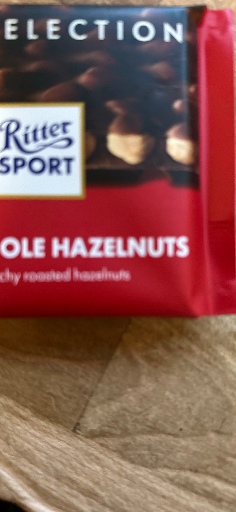 ELECTION
Ritter
SPORT
OLE HAZELNUTS
chy roasted hazelnuts